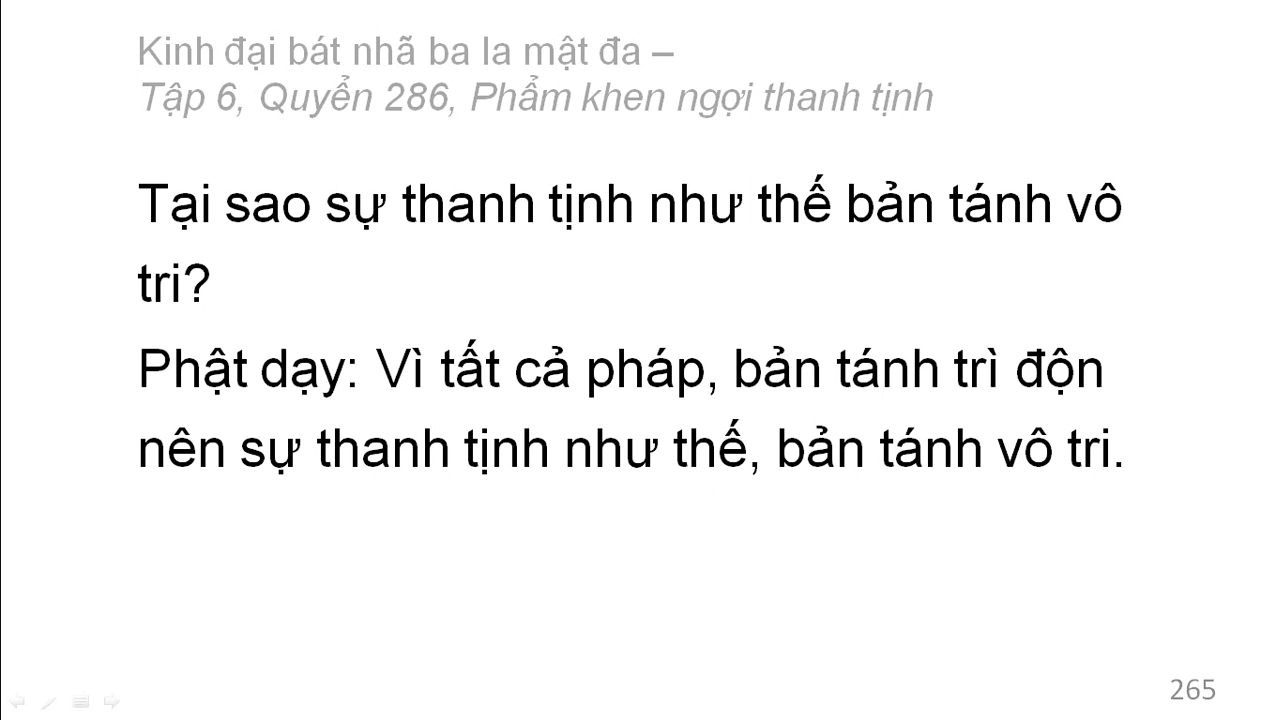 Kinh đại bát nhã ba la mật đa –
Tập 6, Quyển 286, Phẩm khen ngợi thanh tịnh
Tại sao sự thanh tịnh như thế bản tánh vô
tri?
Phật dạy: Vì tất cả pháp, bản tánh trì độn
nên sự thanh tịnh như thế, bản tánh vô tri.
265